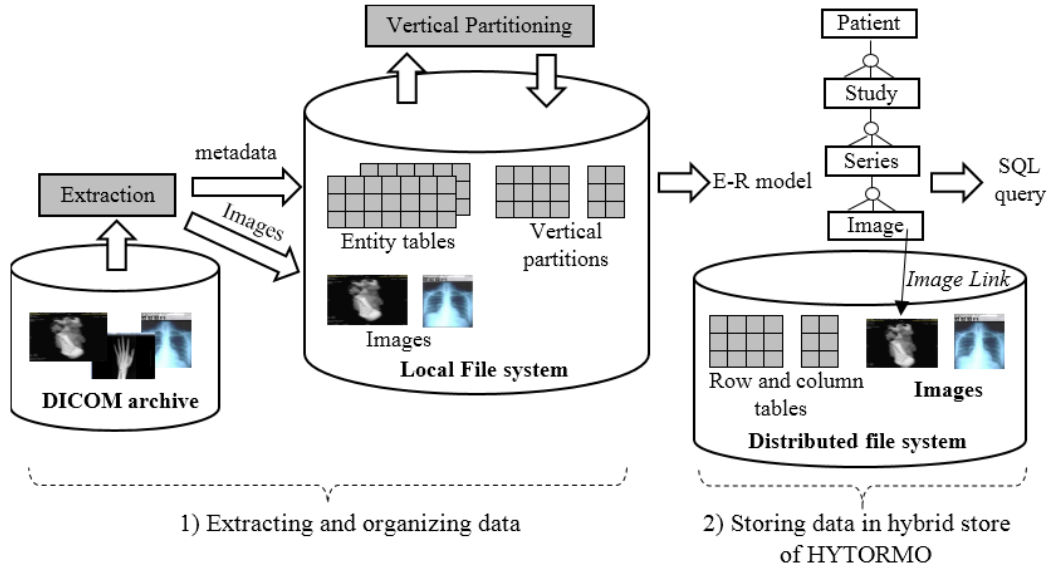 Vertical Partitioning
Extraction
metadata
Images
DICOM archive
Entity tables
Vertical
partitions
Images
Local File system
E-R model
Patient
Study
Series
Image
SQL
query
Image Link
Row and column
tables
Images
Distributed file system
1) Extracting and organizing data
2) Storing data in hybrid store
of HYTORMO